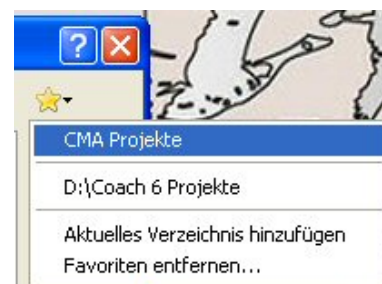 CMA Projekte
D:\Coach 6 Projekte
Aktuelles Verzeichnis hinzufügen
Favoriten entfernen...